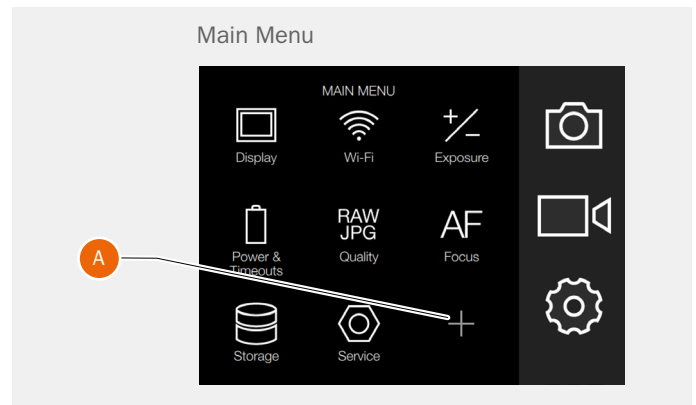 Main Menu
MAIN MENU
Display
Wi-Fi
Exposure
Power &
Timeouts
RAW
JPG
Quality
AF
Focus
A
Storage
Service